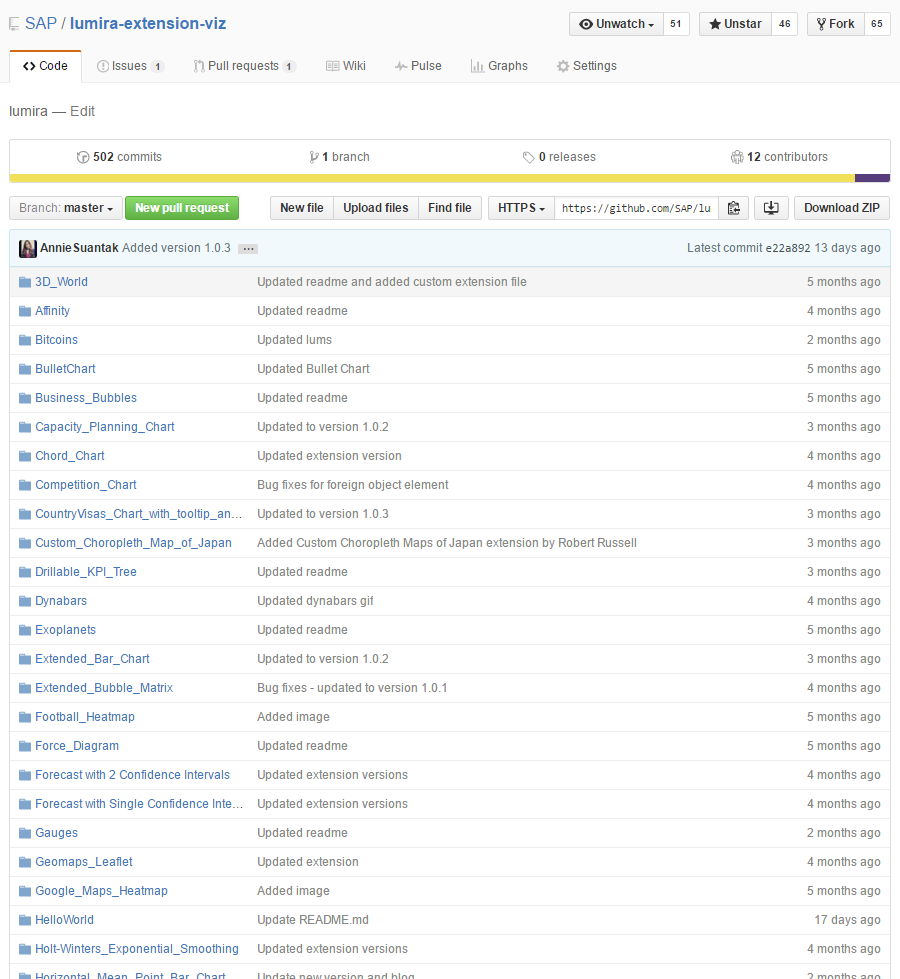 SAP / lumira-extension-viz
Unwatch 51 Unstar 46 Fork 65
Code Issues 1 Pull requests 1 Wiki Pulse Graphs Settings
lumira — Edit
502 commits 1 branch 0 releases 12 contributors
Branch: master New pull request New file Upload files Find file HTTPS https://github.com/SAP/lu Download ZIP
AnnieSuantak Added version 1.0.3 ... Latest commit e22a892 13 days ago
3D_World Updated readme and added custom extension file 5 months ago
Affinity Updated readme 4 months ago
Bitcoins Updated lums 2 months ago
BulletChart Updated Bullet Chart 5 months ago
Business_Bubbles Updated readme 5 months ago
Capacity_Planning_Chart Updated to version 1.0.2 3 months ago
Chord_Chart Updated extension version 4 months ago
Competition_Chart Bug fixes for foreign object element 4 months ago
CountryVisas_Chart_with_tooltip_an... Updated to version 1.0.3 3 months ago
Custom_Choropleth_Map_of_Japan Added Custom Choropleth Maps of Japan extension by Robert Russell 3 months ago
Drillable_KPI_Tree Updated readme 3 months ago
Dynabars Updated dynabars gif 4 months ago
Exoplanets Updated readme 5 months ago
Extended_Bar_Chart Updated to version 1.0.2 3 months ago
Extended_Bubble_Matrix Bug fixes - updated to version 1.0.1 4 months ago
Football_Heatmap Added image 5 months ago
Force_Diagram Updated readme 5 months ago
Forecast with 2 Confidence Intervals Updated extension versions 4 months ago
Forecast with Single Confidence Inte... Updated extension versions 4 months ago
Gauges Updated readme 2 months ago
Geomaps_Leaflet Updated extension 4 months ago
Google_Maps_Heatmap Added image 5 months ago
HelloWorld Update README.md 17 days ago
Holt-Winters_Exponential_Smoothing Updated extension versions 4 months ago
Horizontal_Mean_Point_Bar_Chart Update new version and blog 2 months ago